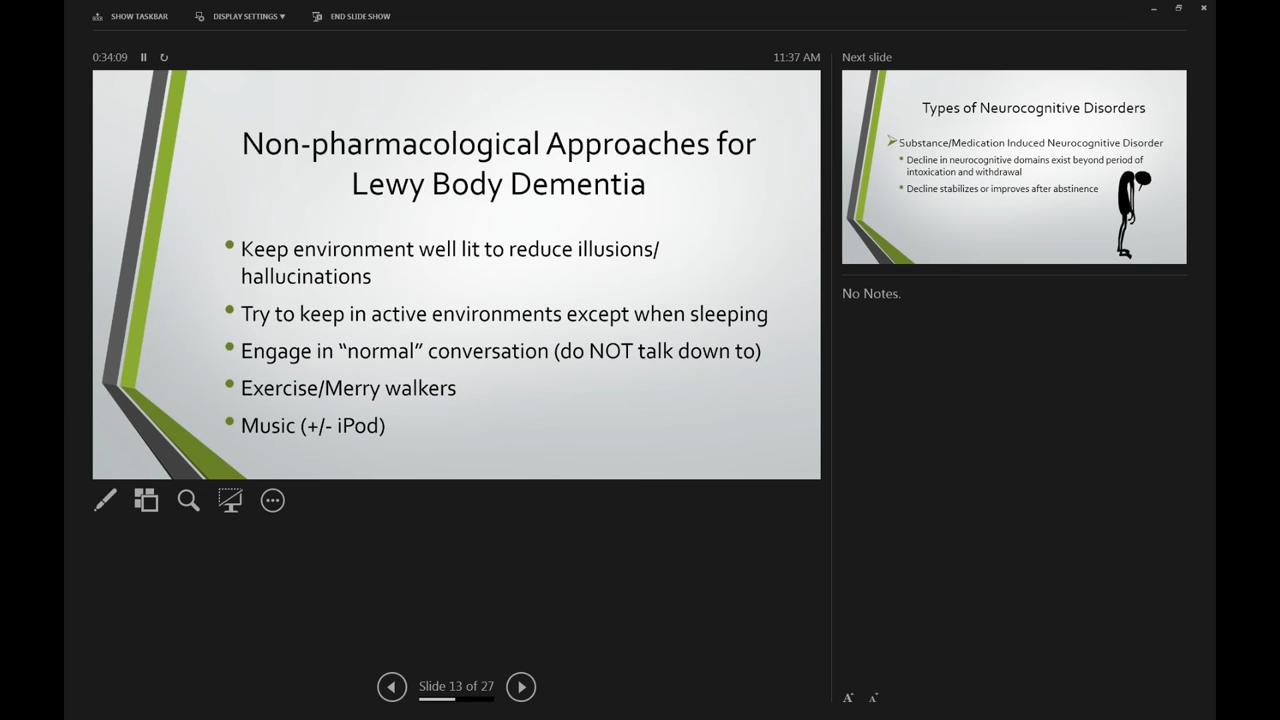 SHOW TASKBAR DISPLAY SETTINGS ▾ END SLIDE SHOW
0:34:09 11:37 AM
Non-pharmacological Approaches for
Lewy Body Dementia
• Keep environment well lit to reduce illusions/
hallucinations
• Try to keep in active environments except when sleeping
• Engage in “normal” conversation (do NOT talk down to)
• Exercise/Merry walkers
• Music (+/- iPod)
Slide 13 of 27
Next slide
Types of Neurocognitive Disorders
Substance/Medication Induced Neurocognitive Disorder
• Decline in neurocognitive domains exist beyond period of
intoxication and withdrawal
• Decline stabilizes or improves after abstinence
No Notes.
A A